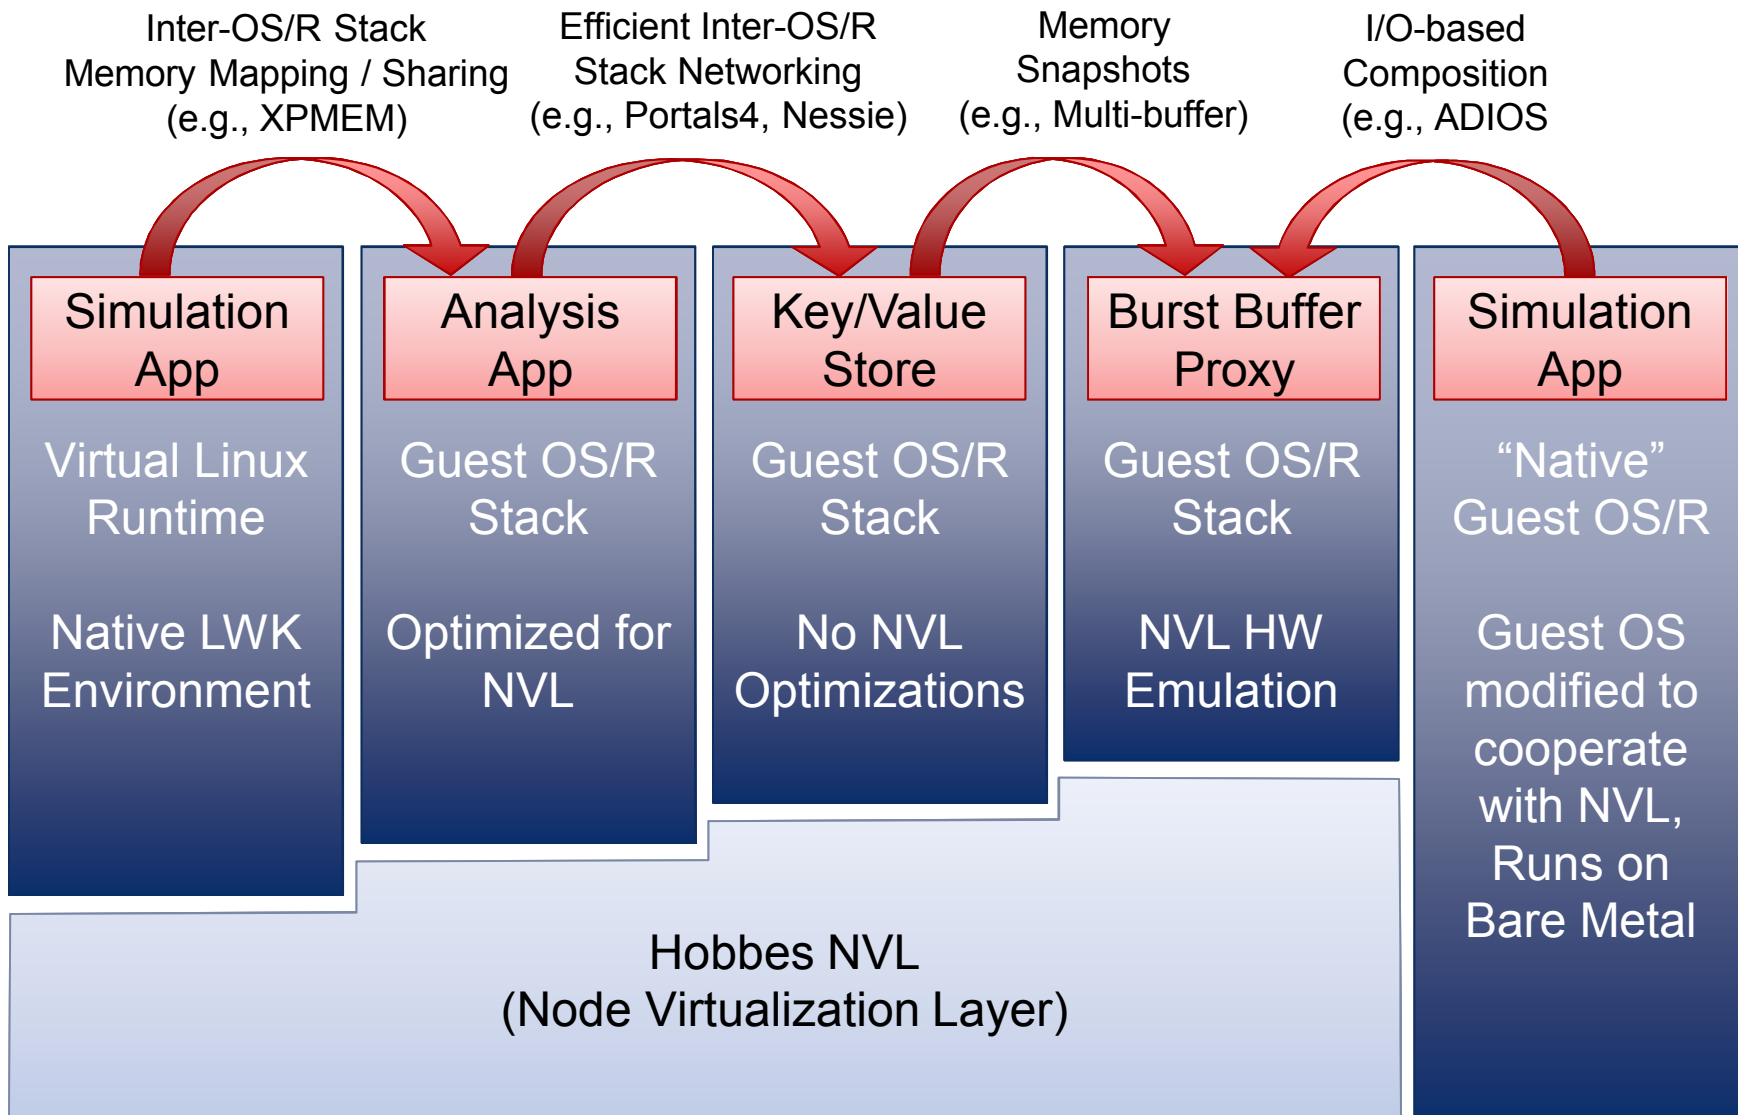 Inter-OS/R Stack
Memory Mapping / Sharing
(e.g., XPMEM)
Efficient Inter-OS/R
Stack Networking
(e.g., Portals4, Nessie)
Memory
Snapshots
(e.g., Multi-buffer)
I/O-based
Composition
(e.g., ADIOS
Simulation
App
Virtual Linux
Runtime
Native LWK
Environment
Analysis
App
Guest OS/R
Stack
Optimized for
NVL
Key/Value
Store
Guest OS/R
Stack
No NVL
Optimizations
Burst Buffer
Proxy
Guest OS/R
Stack
NVL HW
Emulation
Simulation
App
“Native”
Guest OS/R
Guest OS
modified to
cooperate
with NVL,
Runs on
Bare Metal
Hobbes NVL
(Node Virtualization Layer)